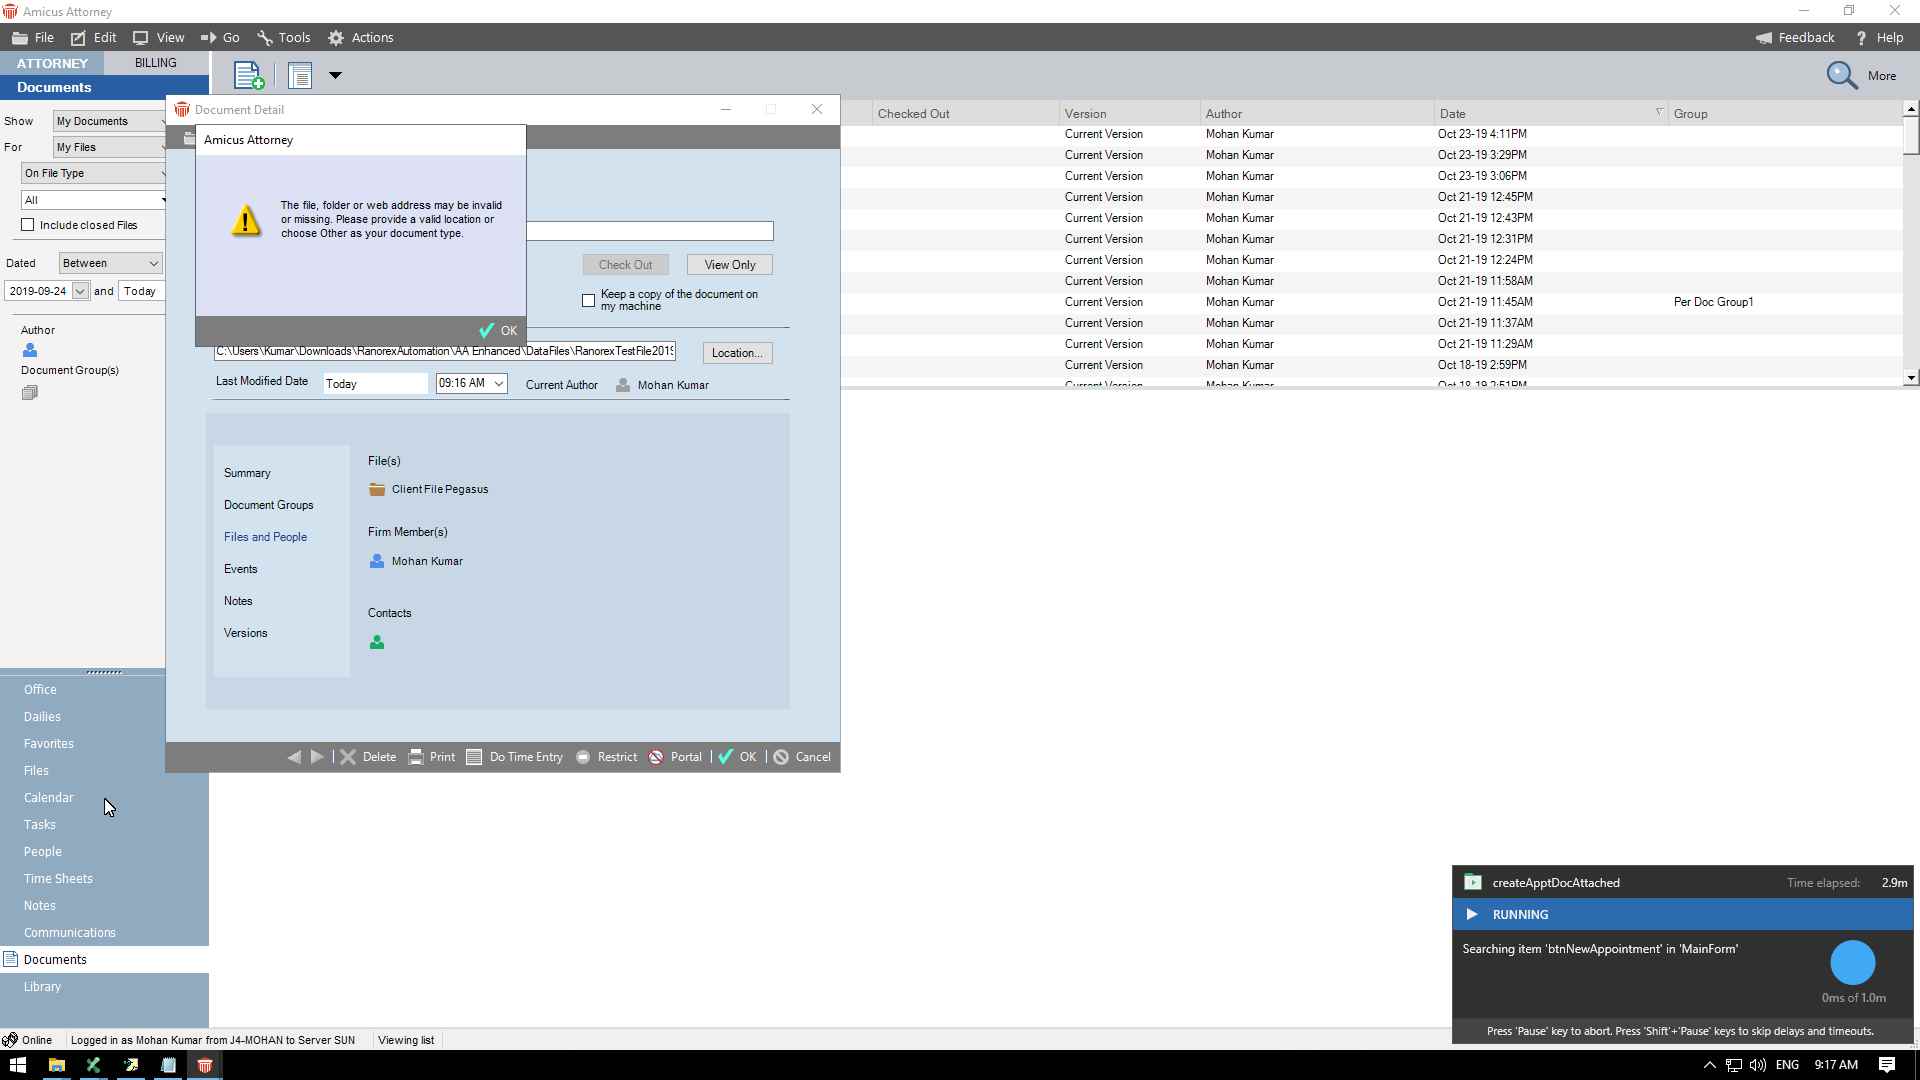 Amicus Attorney
File Edit View Go Tools Actions Feedback ? Help
ATTORNEY BILLING
Documents
More
Show My Documents
For My Files
On File Type
All
Include closed Files
Dated Between
2019-09-24 and Today
Author
Document Group(s)
Document Detail
Amicus Attorney
The file, folder or web address may be invalid
or missing. Please provide a valid location or
choose Other as your document type.
OK
Check Out View Only
Keep a copy of the document on
my machine
C:\Users\Kumar\Downloads\RanorexAutomation\AA Enhanced\DataFiles\RanorexTestFile201
Location...
Last Modified Date Today 09:16 AM Current Author Mohan Kumar
Summary
Document Groups
Files and People
Events
Notes
Versions
File(s)
Client File Pegasus
Firm Member(s)
Mohan Kumar
Contacts
Delete Print Do Time Entry Restrict Portal OK Cancel
Checked Out Version Author Date Group
Current Version Mohan Kumar Oct 23-19 4:11PM
Current Version Mohan Kumar Oct 23-19 3:29PM
Current Version Mohan Kumar Oct 23-19 3:06PM
Current Version Mohan Kumar Oct 21-19 12:45PM
Current Version Mohan Kumar Oct 21-19 12:43PM
Current Version Mohan Kumar Oct 21-19 12:31PM
Current Version Mohan Kumar Oct 21-19 12:24PM
Current Version Mohan Kumar Oct 21-19 11:58AM
Current Version Mohan Kumar Oct 21-19 11:45AM Per Doc Group1
Current Version Mohan Kumar Oct 21-19 11:37AM
Current Version Mohan Kumar Oct 21-19 11:29AM
Current Version Mohan Kumar Oct 18-19 2:59PM
Current Version Mohan Kumar Oct 18-19 2:51PM
Office
Dailies
Favorites
Files
Calendar
Tasks
People
Time Sheets
Notes
Communications
Documents
Library
createApptDocAttached Time elapsed: 2.9m
RUNNING
Searching item 'btnNewAppointment' in 'MainForm'
0ms of 1.0m
Press 'Pause' key to abort. Press 'Shift'+'Pause' keys to skip delays and timeouts.
Online Logged in as Mohan Kumar from J4-MOHAN to Server SUN Viewing list
ENG 9:17 AM